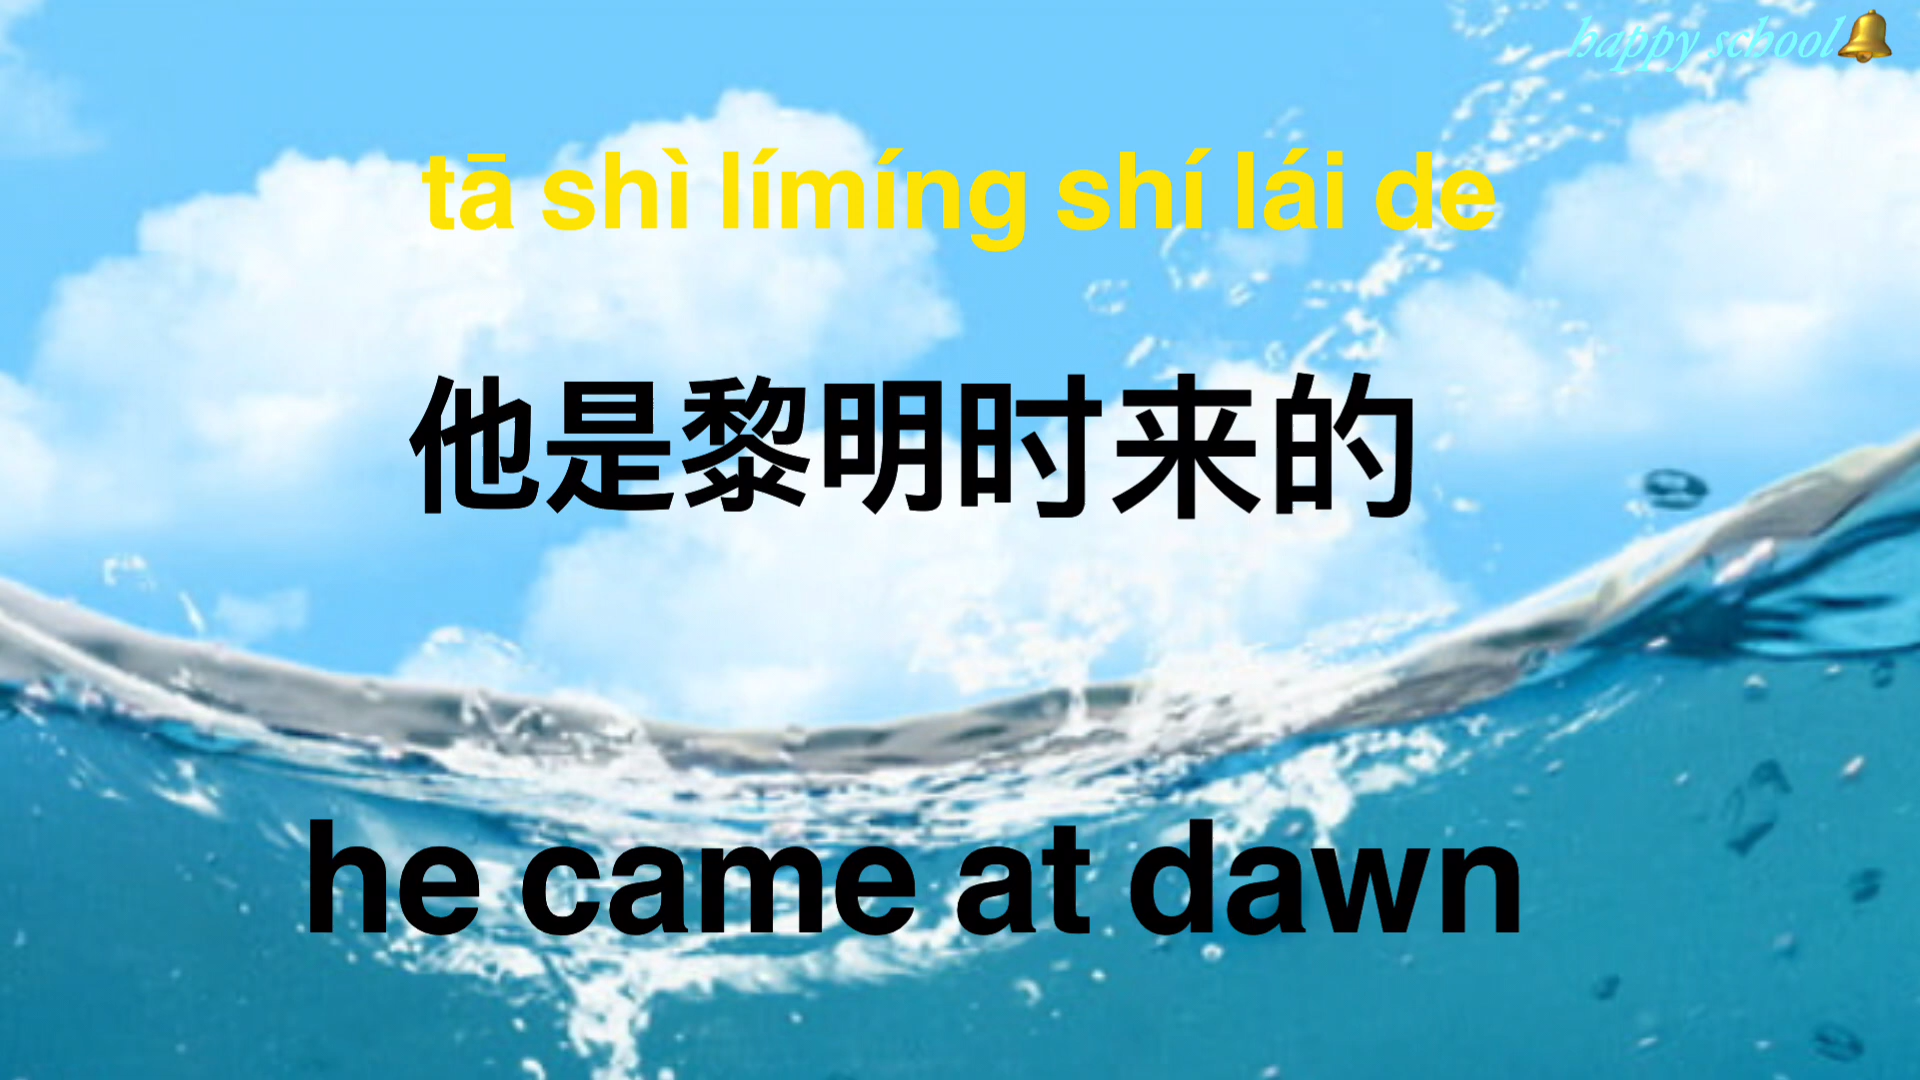 happy school🔔
tā shì límíng shí lái de
他是黎明时来的
he came at dawn